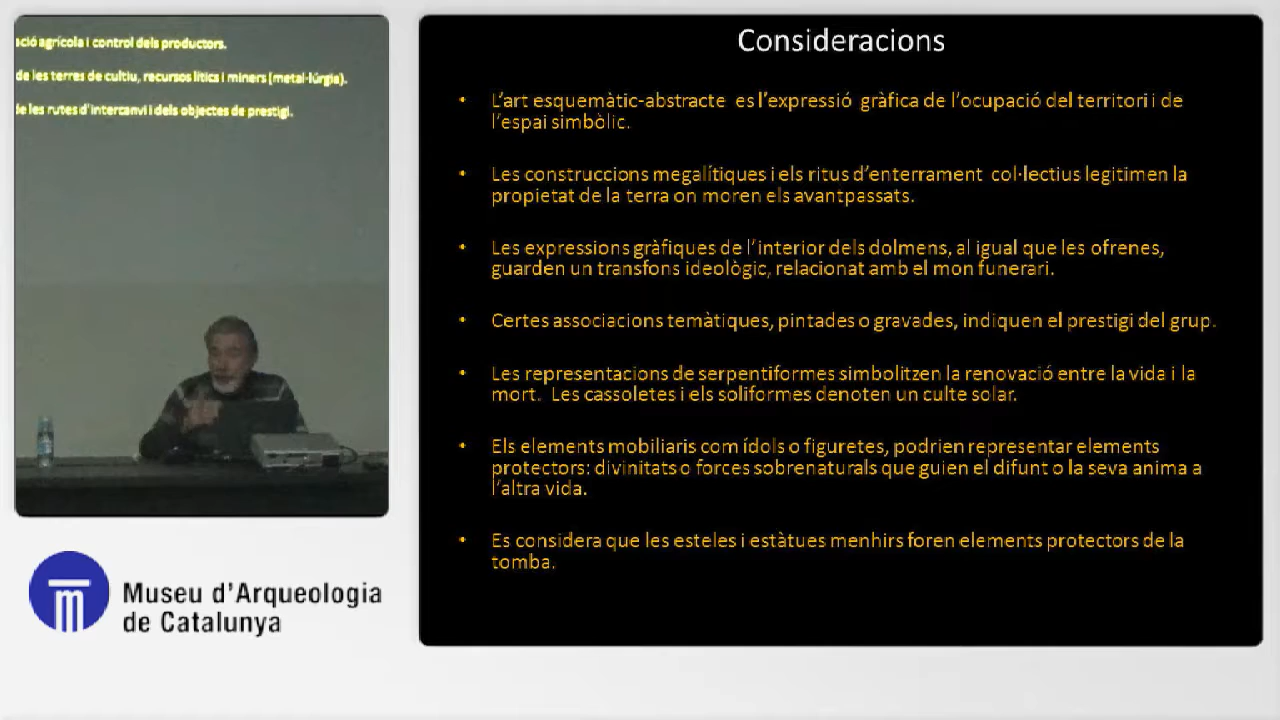 ació agrícola i control dels productors.
de les terres de cultiu, recursos lítics i miners (metal·lúrgia).
de les rutes d'intercanvi i dels objectes de prestigi.
Museu d'Arqueologia
de Catalunya
Consideracions
• L'art esquemàtic-abstracte es l'expressió gràfica de l'ocupació del territori i de
l'espai simbòlic.
• Les construccions megalítiques i els ritus d'enterrament col·lectius legitimen la
propietat de la terra on moren els avantpassats.
• Les expressions gràfiques de l'interior dels dolmens, al igual que les ofrenes,
guarden un transfons ideològic, relacionat amb el mon funerari.
• Certes associacions temàtiques, pintades o gravades, indiquen el prestigi del grup.
• Les representacions de serpentiformes simbolitzen la renovació entre la vida i la
mort. Les cassoletes i els soliformes denoten un culte solar.
• Els elements mobiliaris com ídols o figuretes, podrien representar elements
protectors: divinitats o forces sobrenaturals que guien el difunt o la seva anima a
l'altra vida.
• Es considera que les esteles i estàtues menhirs foren elements protectors de la
tomba.